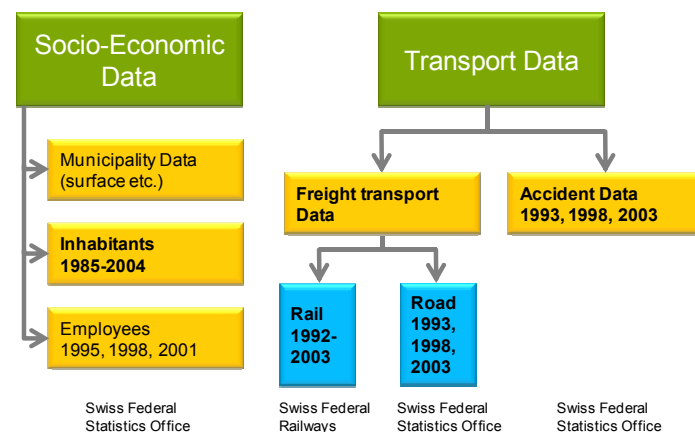 Socio-Economic
Data
Transport Data
Municipality Data
(surface etc.)
Inhabitants
1985-2004
Employees
1995, 1998, 2001
Freight transport
Data
Accident Data
1993, 1998, 2003
Rail
1992-
2003
Road
1993,
1998,
2003
Swiss Federal
Statistics Office
Swiss Federal
Railways
Swiss Federal
Statistics Office
Swiss Federal
Statistics Office